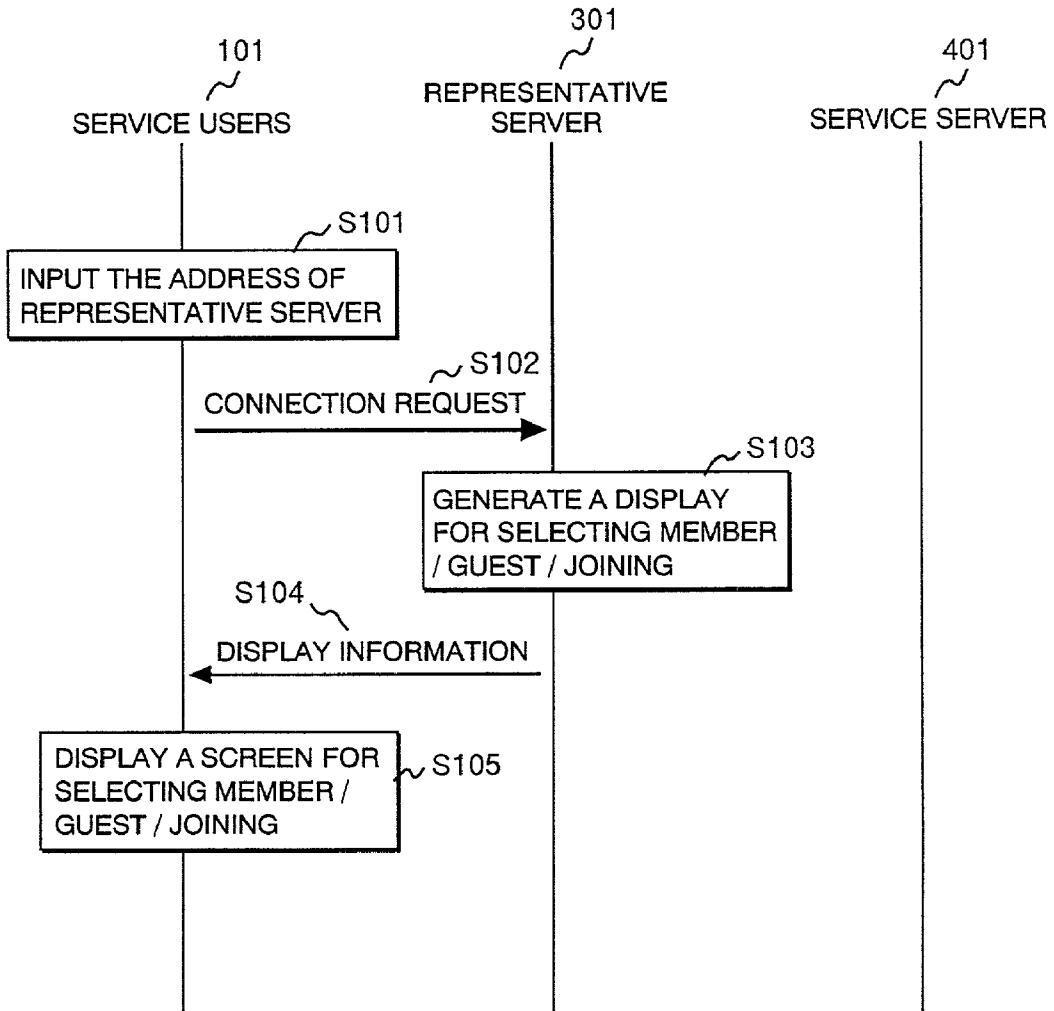 101
SERVICE USERS
301
REPRESENTATIVE
SERVER
401
SERVICE SERVER
S101
INPUT THE ADDRESS OF
REPRESENTATIVE SERVER
S102
CONNECTION REQUEST
S103
GENERATE A DISPLAY
FOR SELECTING MEMBER
/ GUEST / JOINING
S104
DISPLAY INFORMATION
DISPLAY A SCREEN FOR
SELECTING MEMBER /
GUEST / JOINING
S105